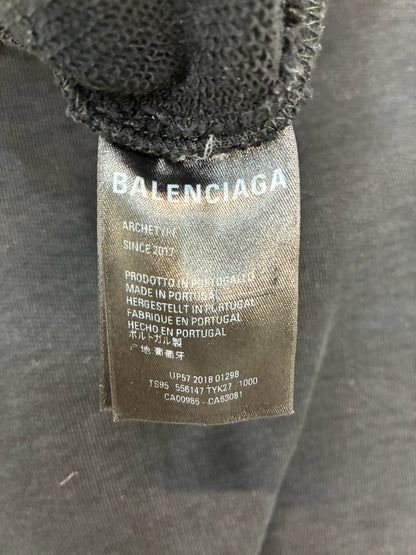 BALENCIAGA
ARCHETYPE
SINCE 2017
PRODOTTO IN PORTOGALLO
MADE IN PORTUGAL
HERGESTELLT IN PORTUGAL
FABRIQUE EN PORTUGAL
HECHO EN PORTUGAL
ポルトガル製
产地:葡萄牙
UP57 2018 01298
TS95 556147 TYK27 1000
CA00985 - CA63081